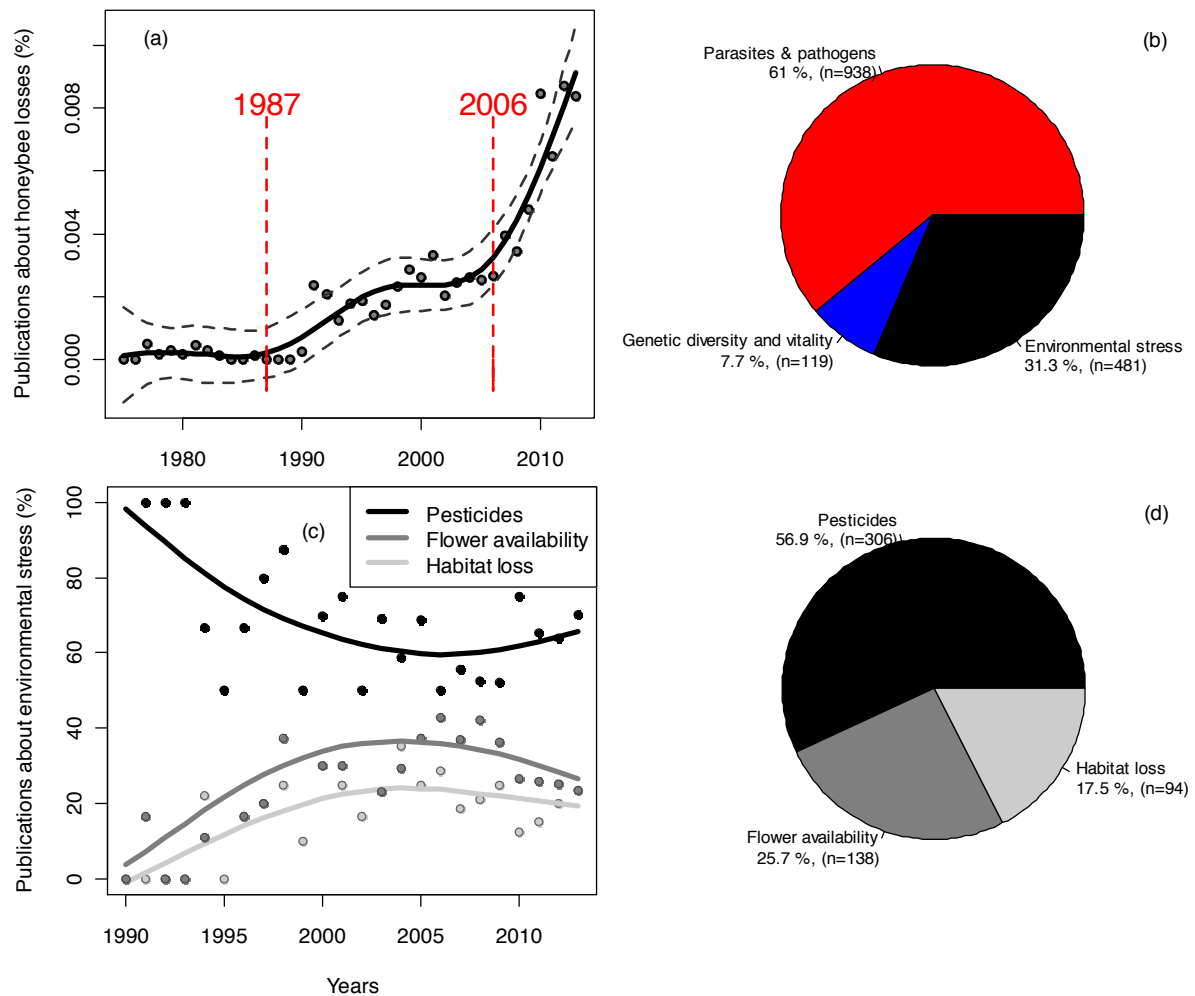 (a)
Publications about honeybee losses (%)
0.000
0.004
0.008
1987
2006
1980
1990
2000
2010
(b)
Parasites & pathogens
61 %, (n=938)
Genetic diversity and vitality
7.7 %, (n=119)
Environmental stress
31.3 %, (n=481)
(c)
Publications about environmental stress (%)
0
20
40
60
80
100
Pesticides
Flower availability
Habitat loss
1990
1995
2000
2005
2010
Years
(d)
Pesticides
56.9 %, (n=306)
Habitat loss
17.5 %, (n=94)
Flower availability
25.7 %, (n=138)